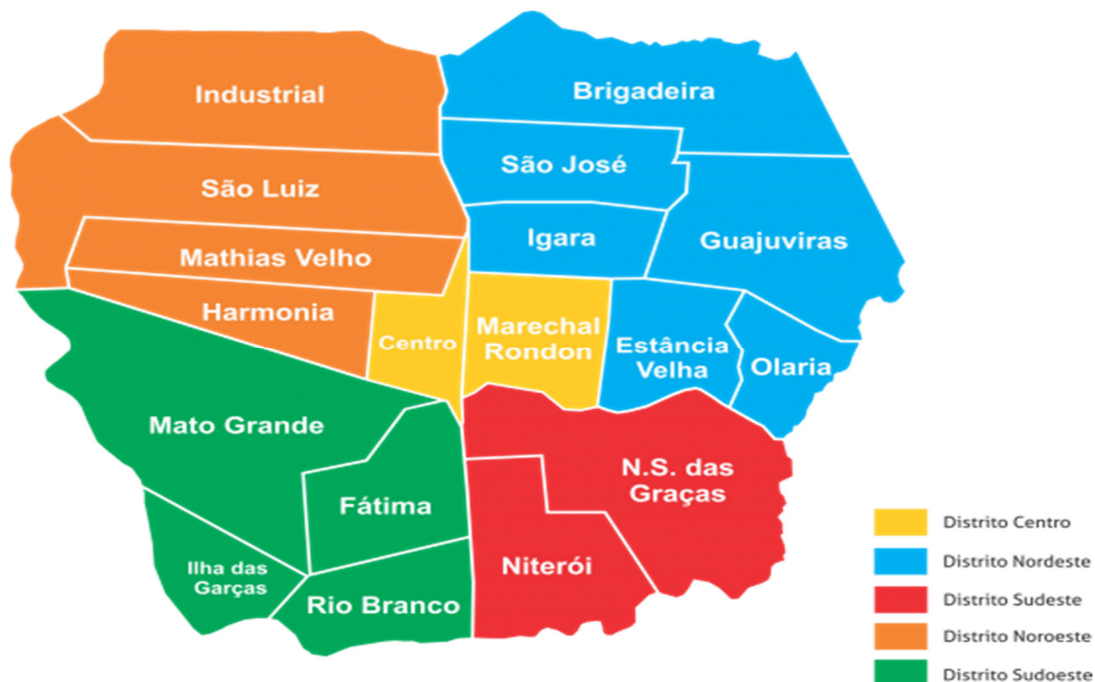 Industrial
Brigadeira
São José
São Luiz
Igara
Guajuviras
Mathias Velho
Harmonia
Centro
Marechal
Rondon
Estância
Velha
Olaria
Mato Grande
N.S. das
Graças
Fátima
Niterói
Ilha das
Garças
Rio Branco
Distrito Centro
Distrito Nordeste
Distrito Sudeste
Distrito Noroeste
Distrito Sudoeste